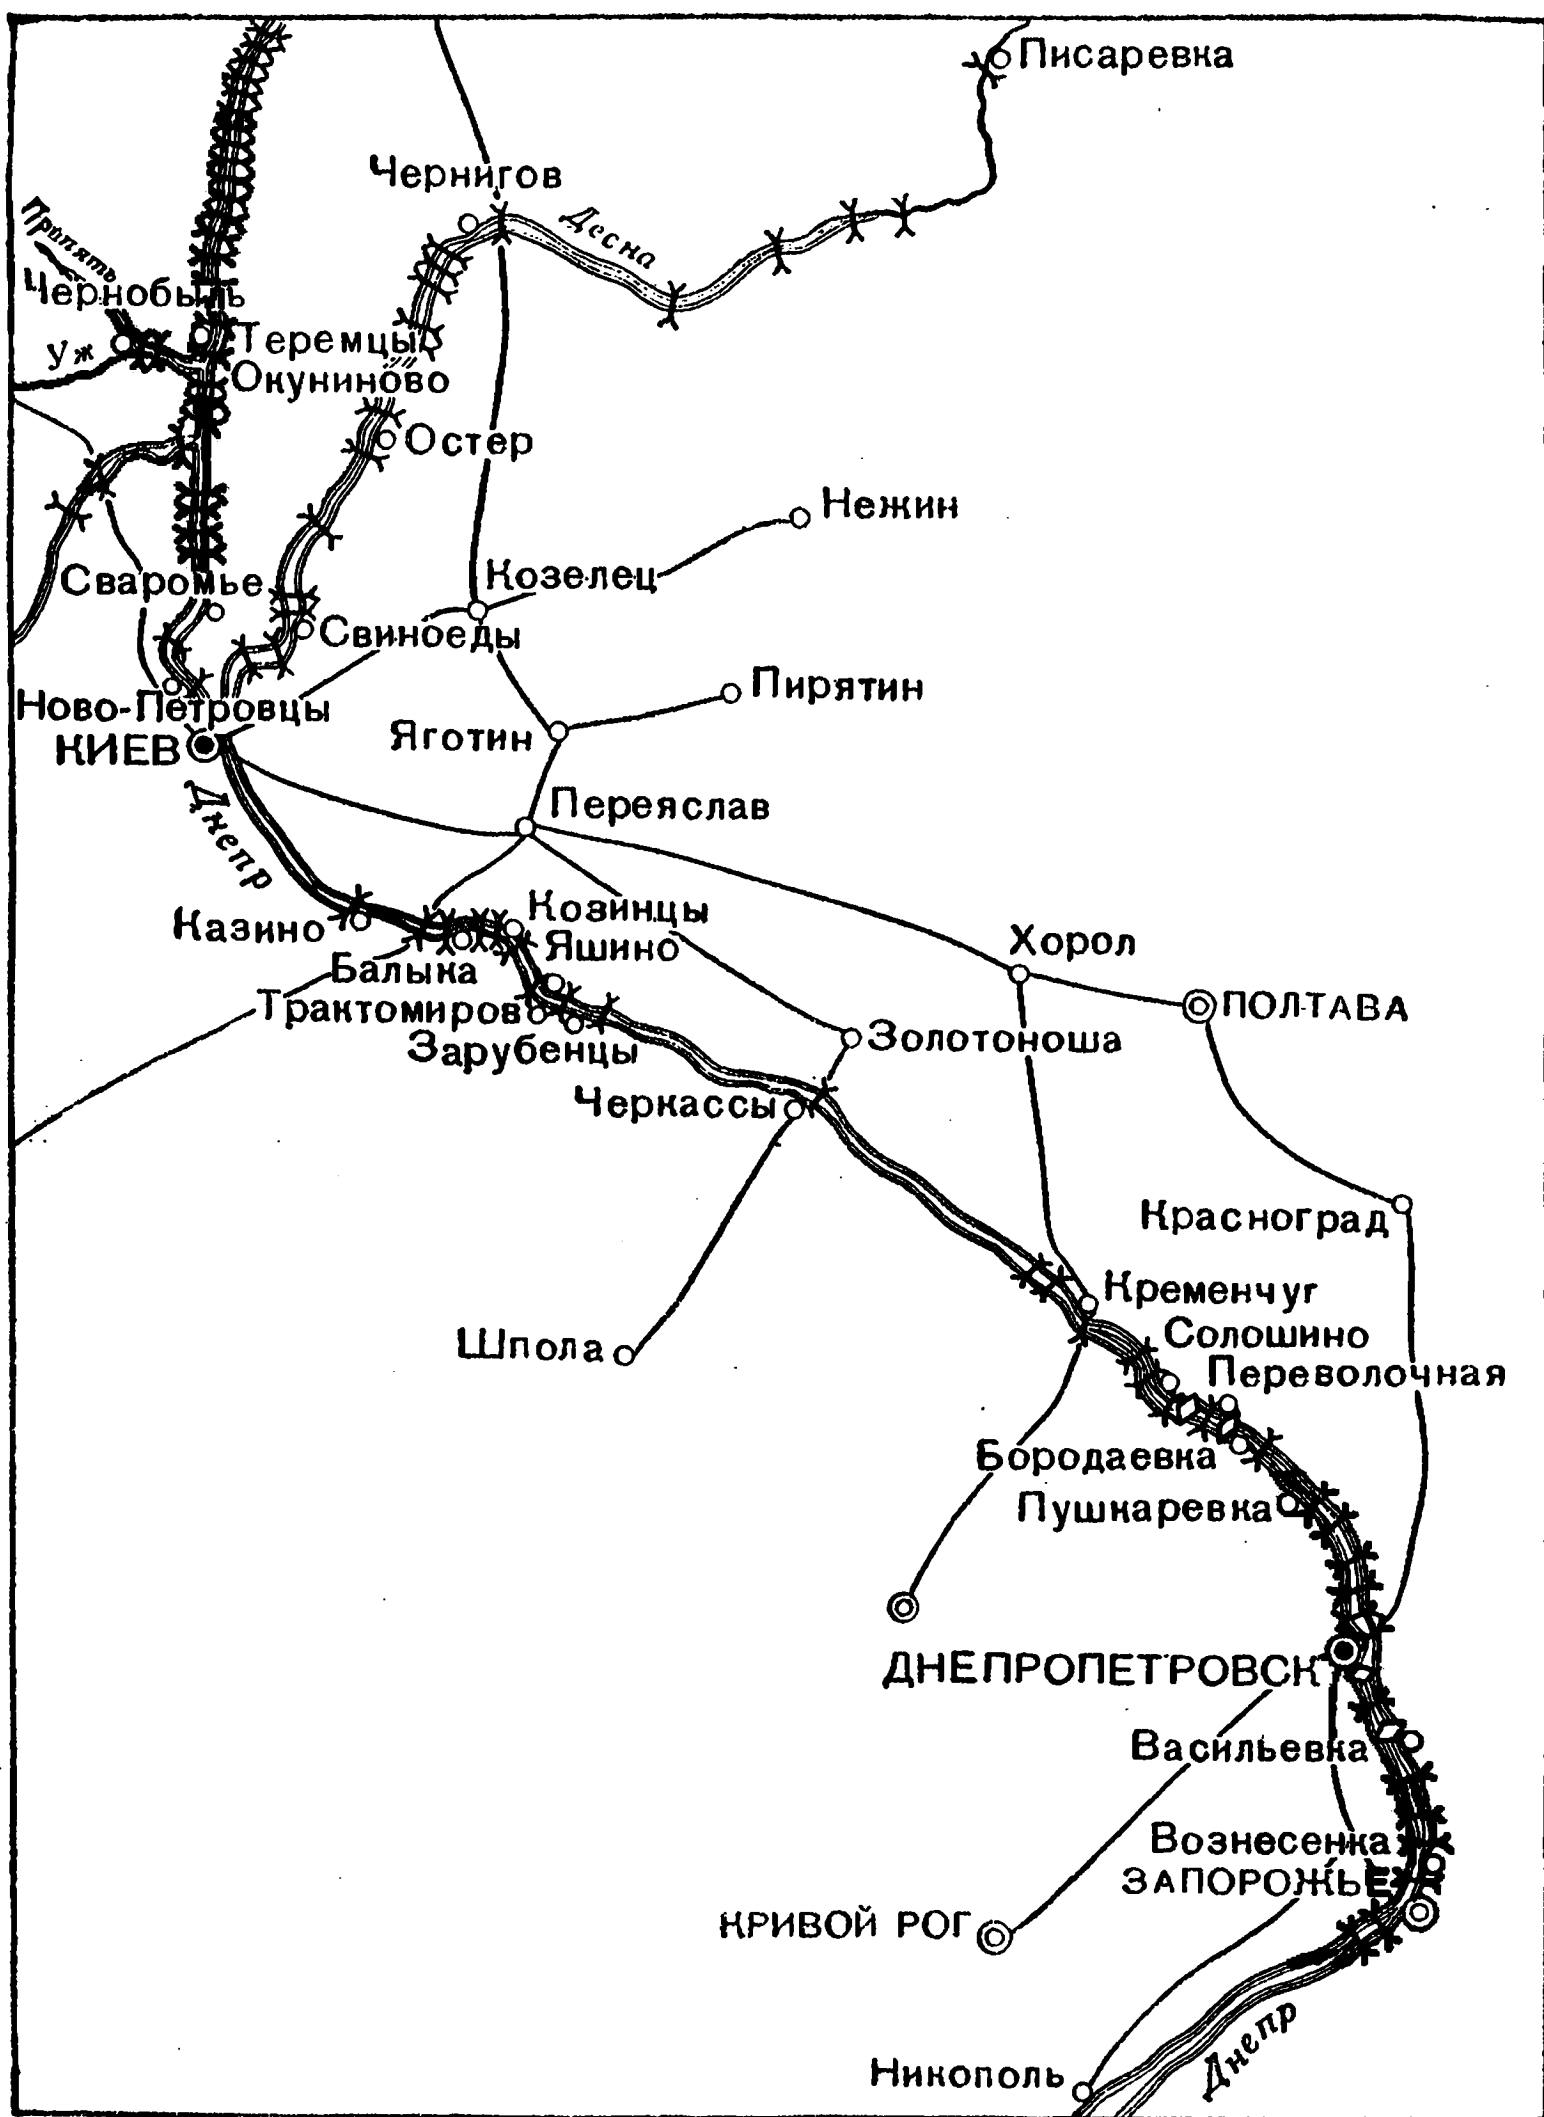 Писаревка
Чернигов
Десна
Припять
Чернобыль
Уж
Теремцы
Окуниново
Остер
Нежин
Козелец
Сваромье
Свиноеды
Пирятин
Ново-Петровцы
Яготин
КИЕВ
Переяслав
Днепр
Казино
Козинцы
Яшино
Балыка
Хорол
Трактомиров
ПОЛТАВА
Зарубенцы
Золотоноша
Черкассы
Красноград
Кременчуг
Шпола
Солошино
Переволочная
Бородаевка
Пушкаревка
ДНЕПРОПЕТРОВСК
Васильевка
Вознесенка
ЗАПОРОЖЬЕ
КРИВОЙ РОГ
Днепр
Никополь